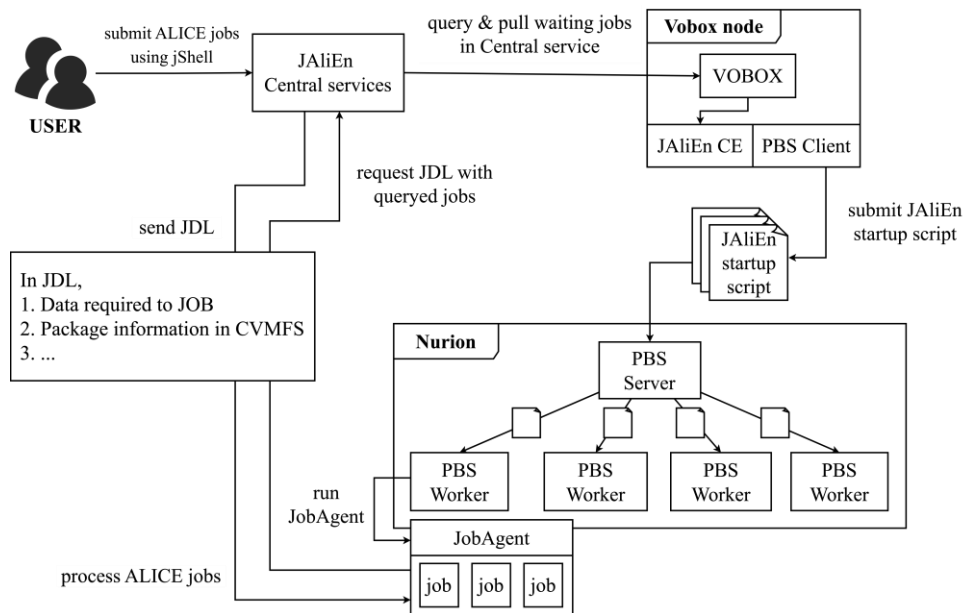 submit ALICE jobs
using jShell
USER
JAliEn
Central services
query & pull waiting jobs
in Central service
Vobox node
VOBOX
JAliEn CE
PBS Client
request JDL with
queryed jobs
send JDL
submit JAliEn
startup script
JAliEn
startup
script
In JDL,
1. Data required to JOB
2. Package information in CVMFS
3. ...
Nurion
PBS
Server
PBS
Worker
PBS
Worker
PBS
Worker
PBS
Worker
run
JobAgent
JobAgent
job
job
job
process ALICE jobs